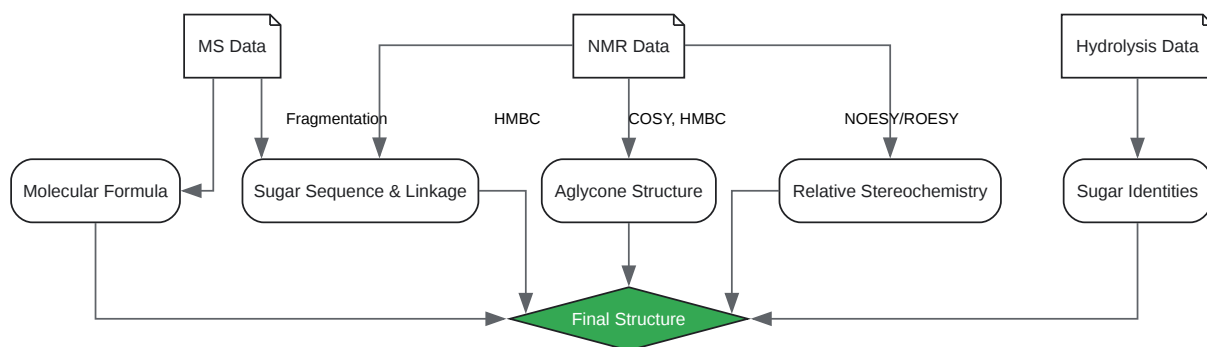 MS Data
NMR Data
Hydrolysis Data
Fragmentation
HMBC
COSY, HMBC
NOESY/ROESY
Molecular Formula
Sugar Sequence & Linkage
Aglycone Structure
Relative Stereochemistry
Sugar Identities
Final Structure